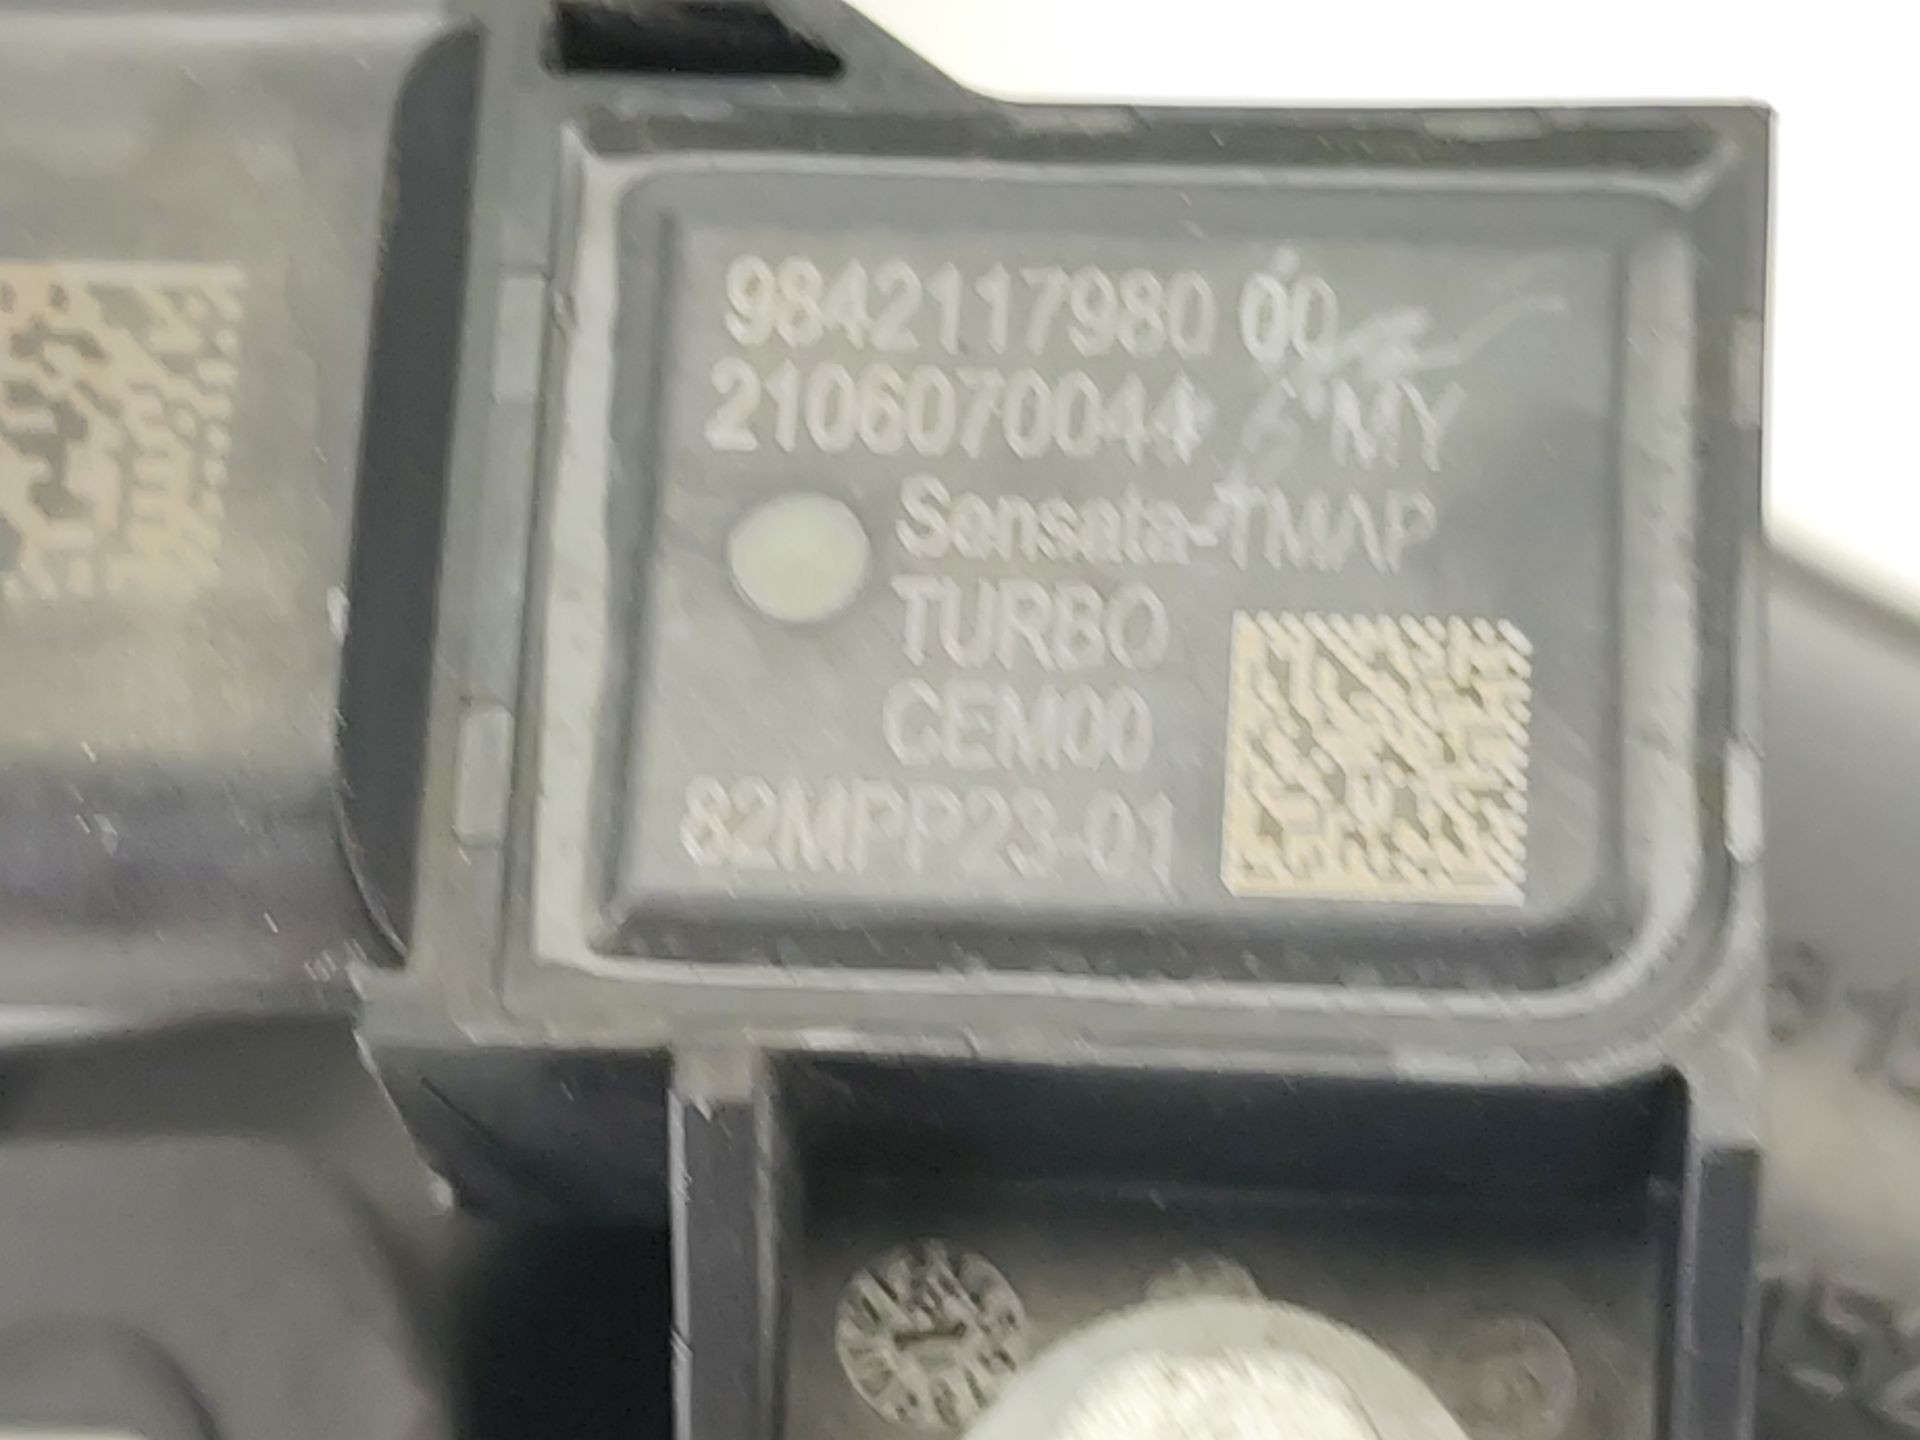 9842117980 00
2106070044 MY
Sensata-TMAP
TURBO
CEM00
82MPP23-01